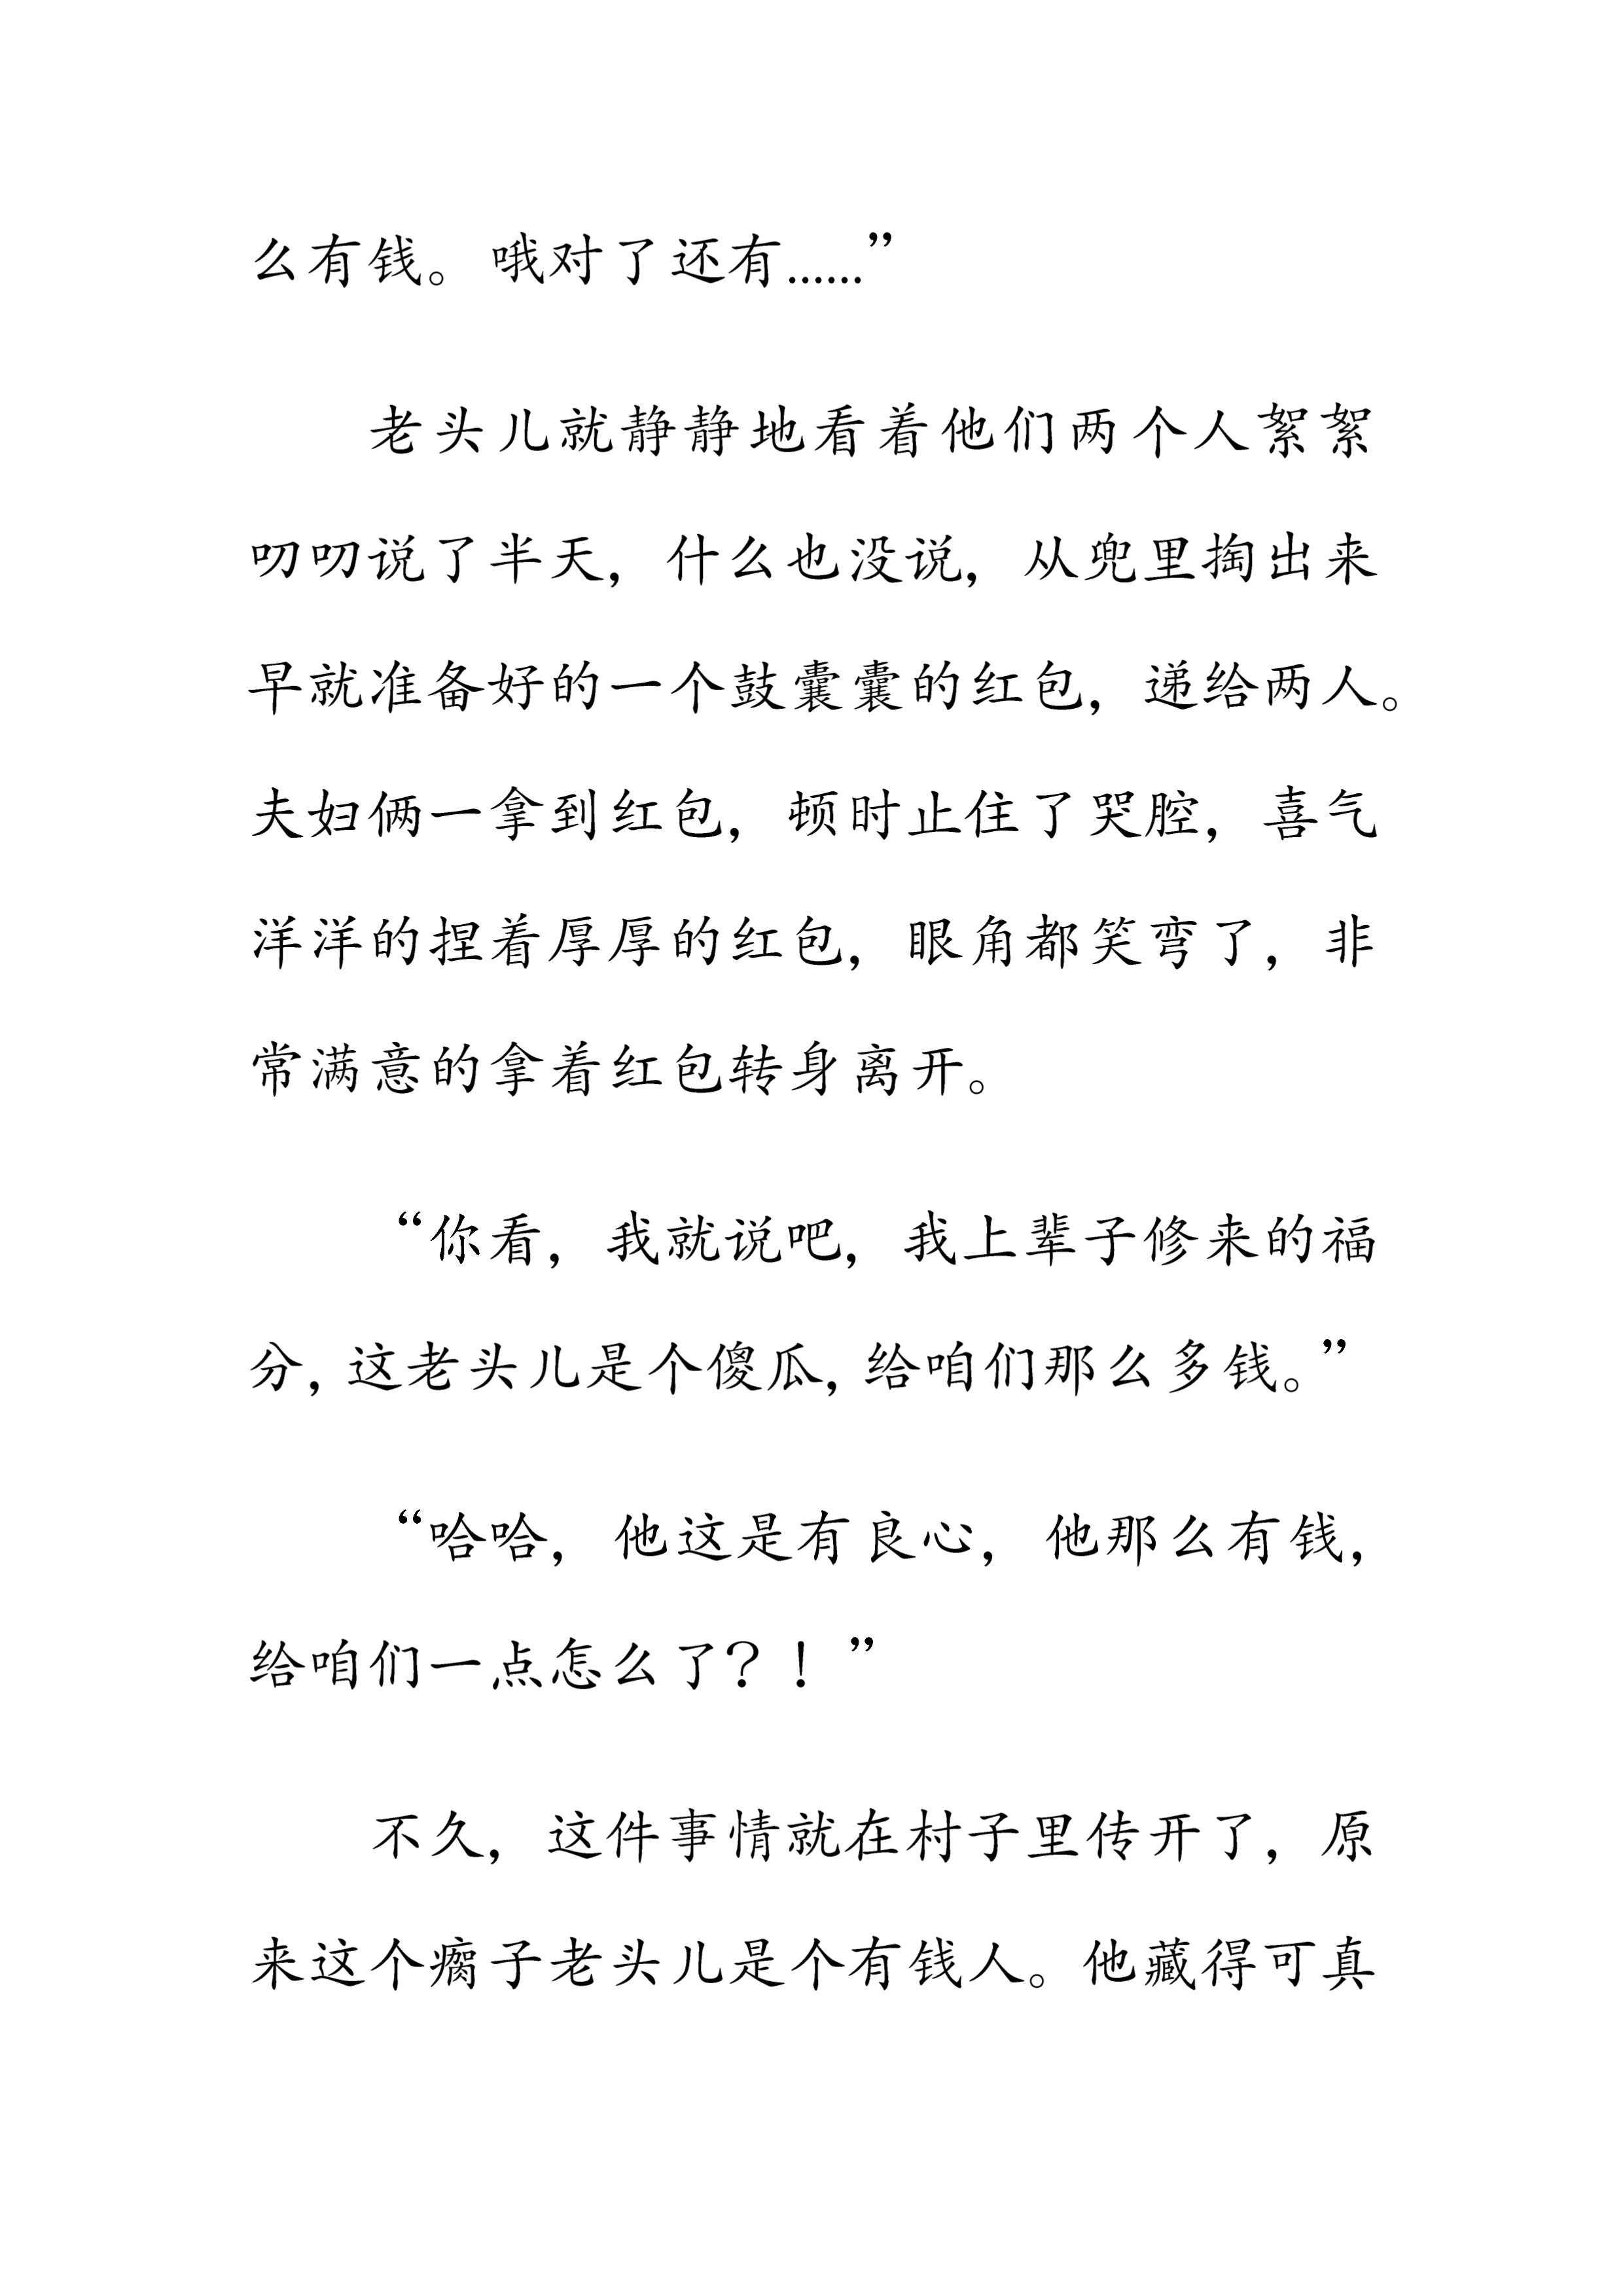 么有钱。哦对了还有......”
老头儿就静静地看着他们两个人絮絮
叨叨说了半天，什么也没说，从兜里掏出来
早就准备好的一个鼓囊囊的红包，递给两人。
夫妇俩一拿到红包，顿时止住了哭腔，喜气
洋洋的捏着厚厚的红包，眼角都笑弯了，非
常满意的拿着红包转身离开。
“你看，我就说吧，我上辈子修来的福
分，这老头儿是个傻瓜，给咱们那么多钱。”
“哈哈，他这是有良心，他那么有钱，
给咱们一点怎么了？！”
不久，这件事情就在村子里传开了，原
来这个瘸子老头儿是个有钱人。他藏得可真